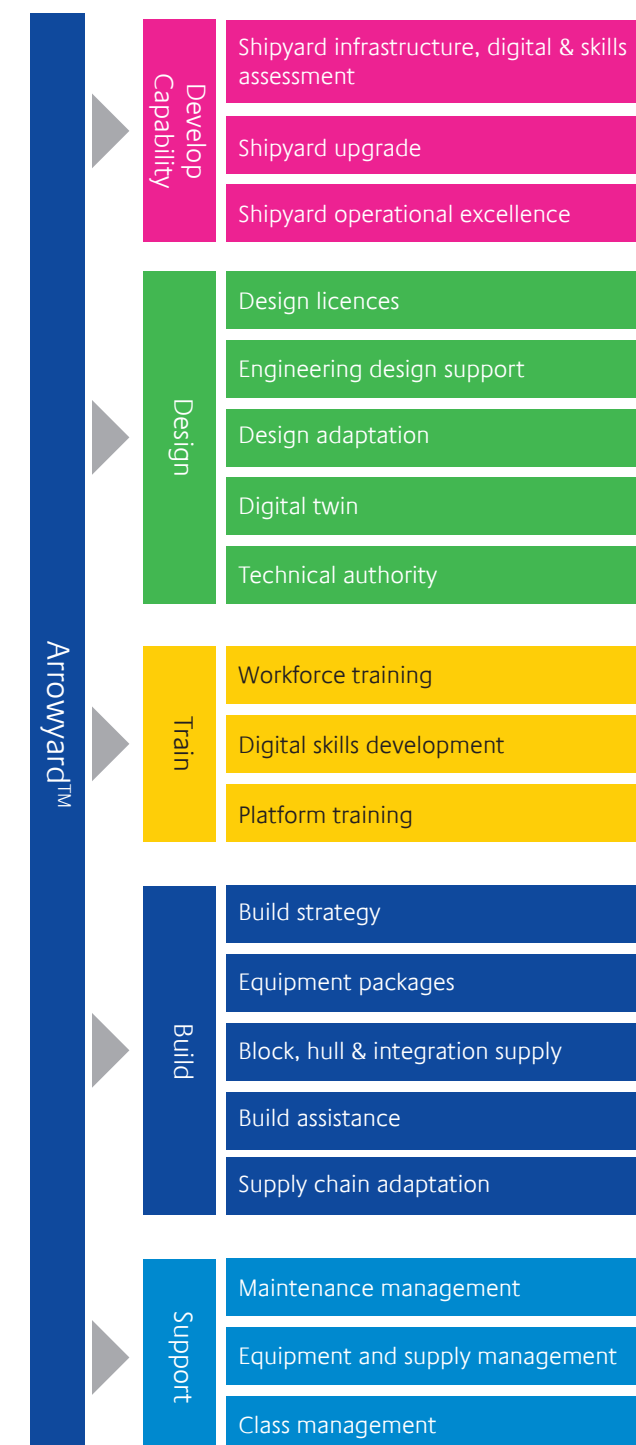 Arrowyard™
Develop
Capability
Shipyard infrastructure, digital & skills
assessment
Shipyard upgrade
Shipyard operational excellence
Design
Design licences
Engineering design support
Design adaptation
Digital twin
Technical authority
Train
Workforce training
Digital skills development
Platform training
Build
Build strategy
Equipment packages
Block, hull & integration supply
Build assistance
Supply chain adaptation
Support
Maintenance management
Equipment and supply management
Class management